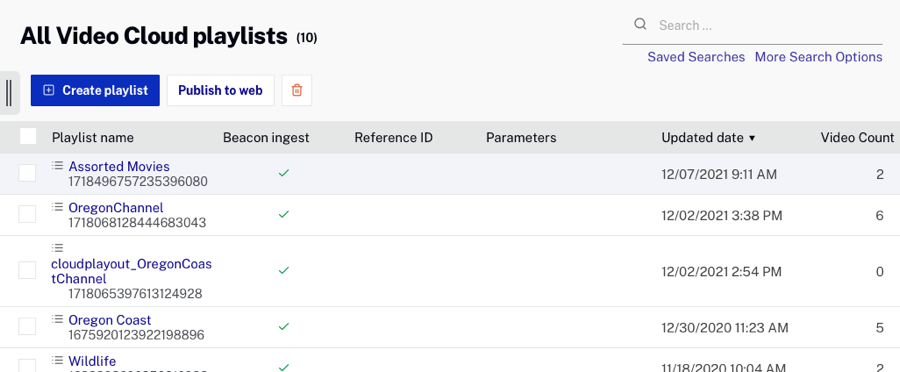 All Video Cloud playlists (10)
Search ...
Saved Searches More Search Options
Create playlist Publish to web
Playlist name Beacon ingest Reference ID Parameters Updated date ▼ Video Count
Assorted Movies
1718496757235396080 12/07/2021 9:11 AM 2
OregonChannel
1718068128444683043 12/02/2021 3:38 PM 6
cloudplayout_OregonCoas
tChannel
1718065397613124928 12/02/2021 2:54 PM 0
Oregon Coast
1675920123922198896 12/30/2020 11:23 AM 5
Wildlife
11/18/2020 10:04 AM 2